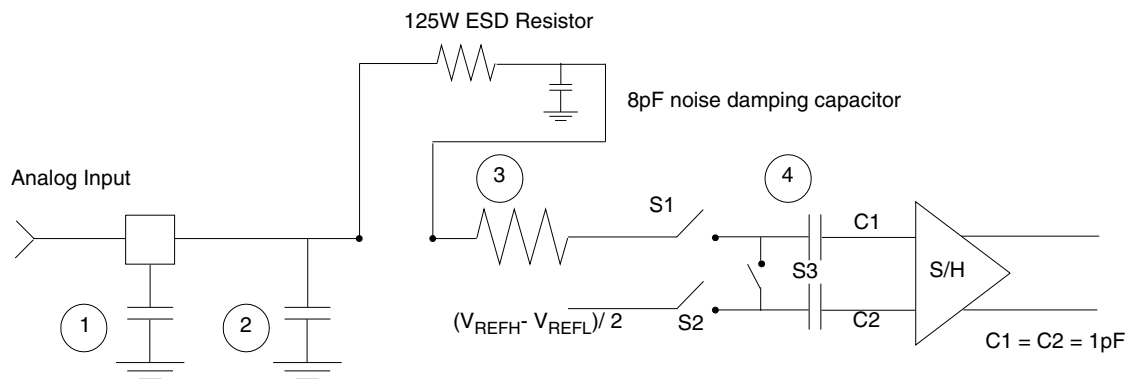 125W ESD Resistor
8pF noise damping capacitor
Analog Input
3
4
S1
C1
S3
S/H
1
2
(VREFH- VREFL)/ 2
S2
C2
C1 = C2 = 1pF